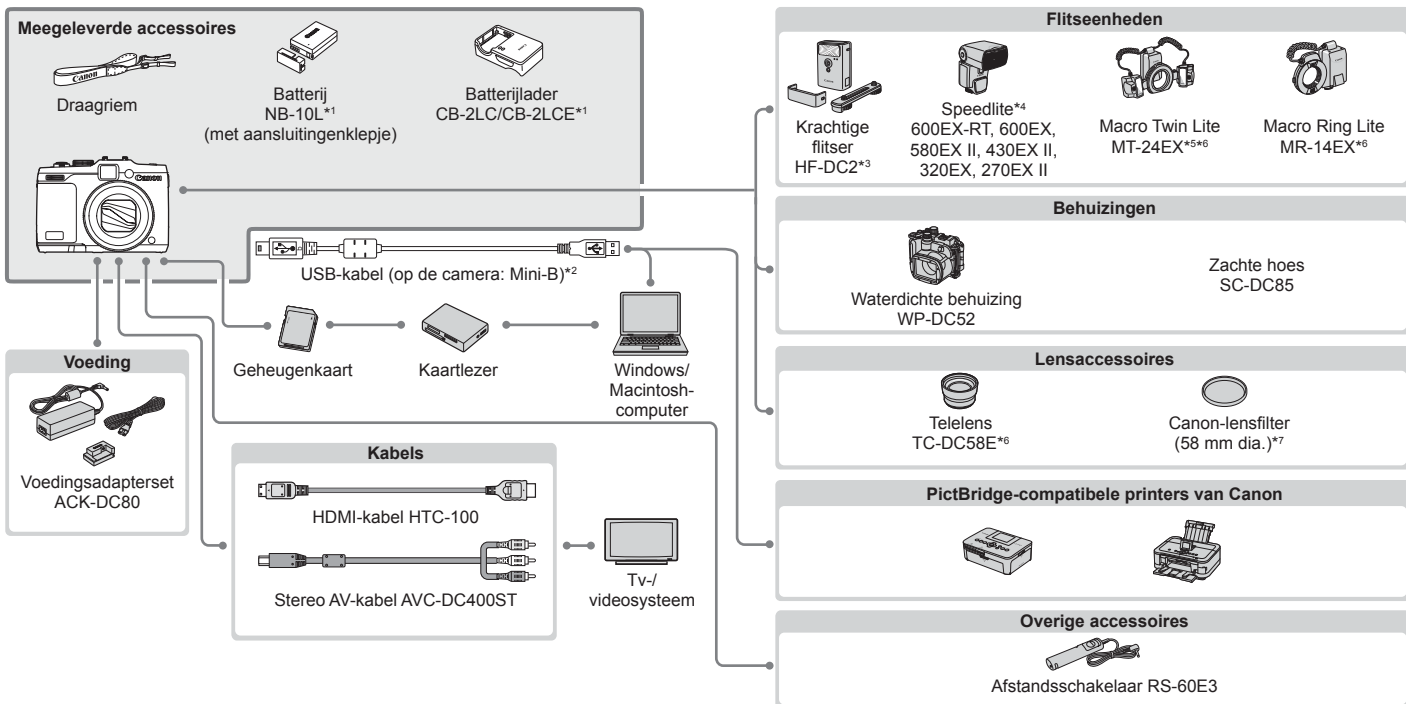 Meegeleverde accessoires
Canon
Draagriem
Batterij
NB-10L*1
(met aansluitingenklepje)
Batterijlader
CB-2LC/CB-2LCE*1
Canon
USB-kabel (op de camera: Mini-B)*2
Geheugenkaart
Kaartlezer
Windows/
Macintosh-
computer
Voeding
Voedingsadapterset
ACK-DC80
Kabels
HDMI-kabel HTC-100
Stereo AV-kabel AVC-DC400ST
Tv-/
videosysteem
Flitseenheden
Krachtige
flitser
HF-DC2*3
Speedlite*4
600EX-RT, 600EX,
580EX II, 430EX II,
320EX, 270EX II
Macro Twin Lite
MT-24EX*5*6
Macro Ring Lite
MR-14EX*6
Behuizingen
Waterdichte behuizing
WP-DC52
Zachte hoes
SC-DC85
Lensaccessoires
Telelens
TC-DC58E*6
Canon-lensfilter
(58 mm dia.)*7
PictBridge-compatibele printers van Canon
Overige accessoires
Afstandsschakelaar RS-60E3